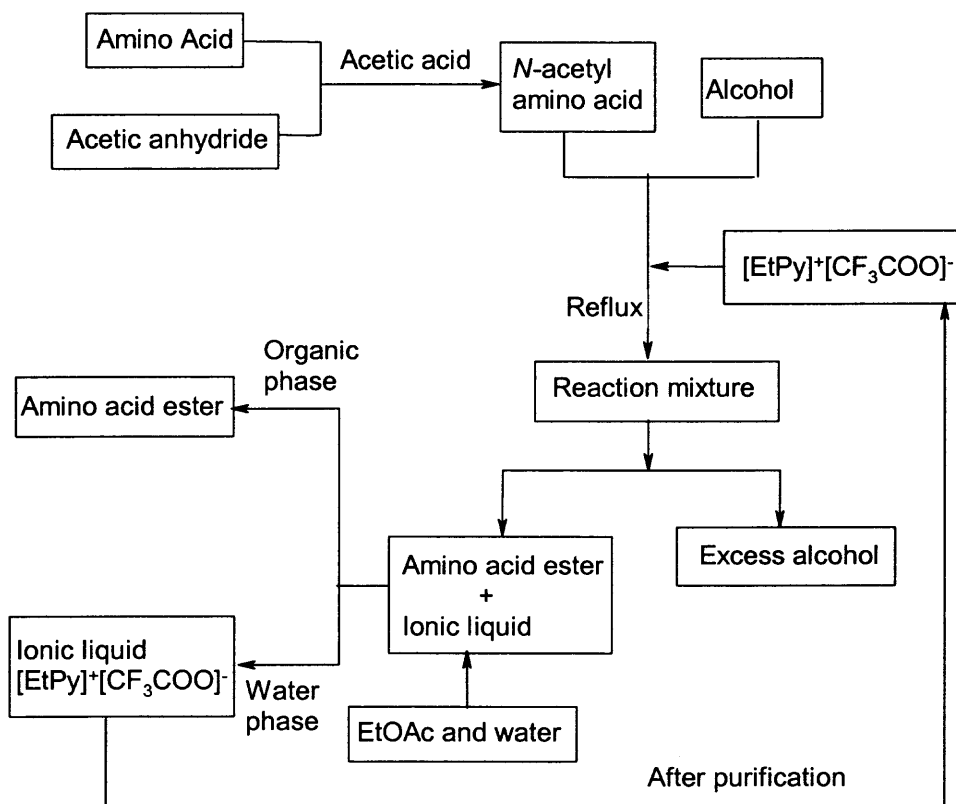 Amino Acid
Acetic anhydride
Acetic acid
N-acetyl
amino acid
Alcohol
[EtPy]⁺[CF₃COO]⁻
Reflux
Reaction mixture
Organic
phase
Amino acid ester
Excess alcohol
Amino acid ester
+
Ionic liquid
Ionic liquid
[EtPy]⁺[CF₃COO]⁻
Water
phase
EtOAc and water
After purification